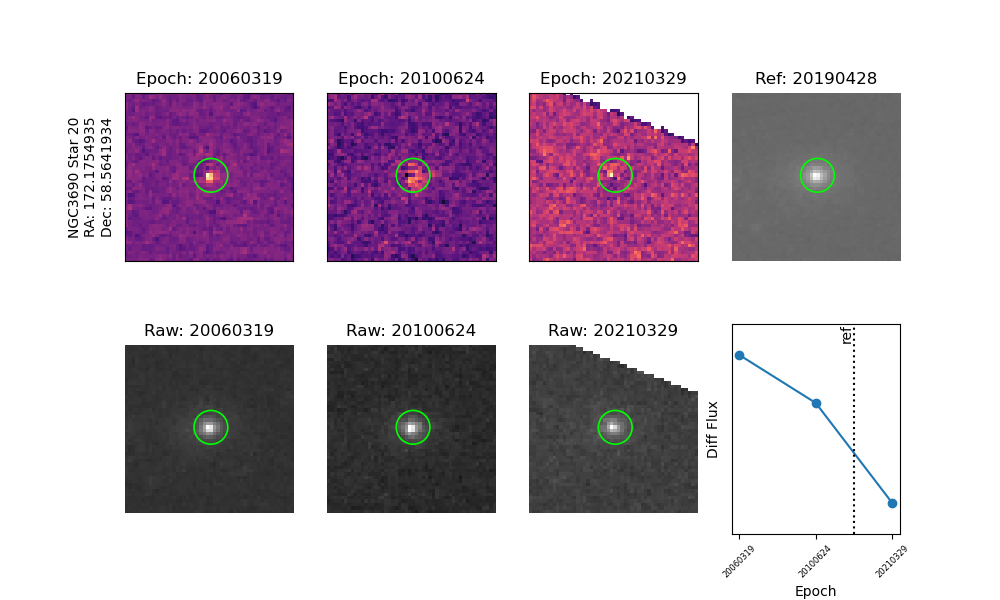 Epoch: 20060319
Epoch: 20100624
Epoch: 20210329
Ref: 20190428
NGC3690 Star 20
RA: 172.1754935
Dec: 58.5641934
Raw: 20060319
Raw: 20100624
Raw: 20210329
ref
Diff Flux
20060319
20100624
20210329
Epoch